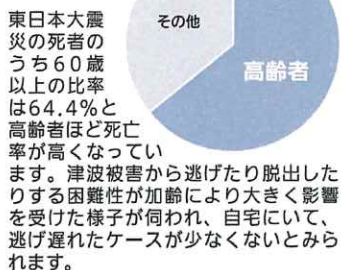 東日本大震
災の死者の
うち60歳
以上の比率
は64.4%と
高齢者ほど死亡
率が高くなってい
ます。津波被害から逃げたり脱出した
りする困難性が加齢により大きく影響
を受けた様子が伺われ、自宅にいて、
逃げ遅れたケースが少なくないとみら
れます。
その他
高齢者